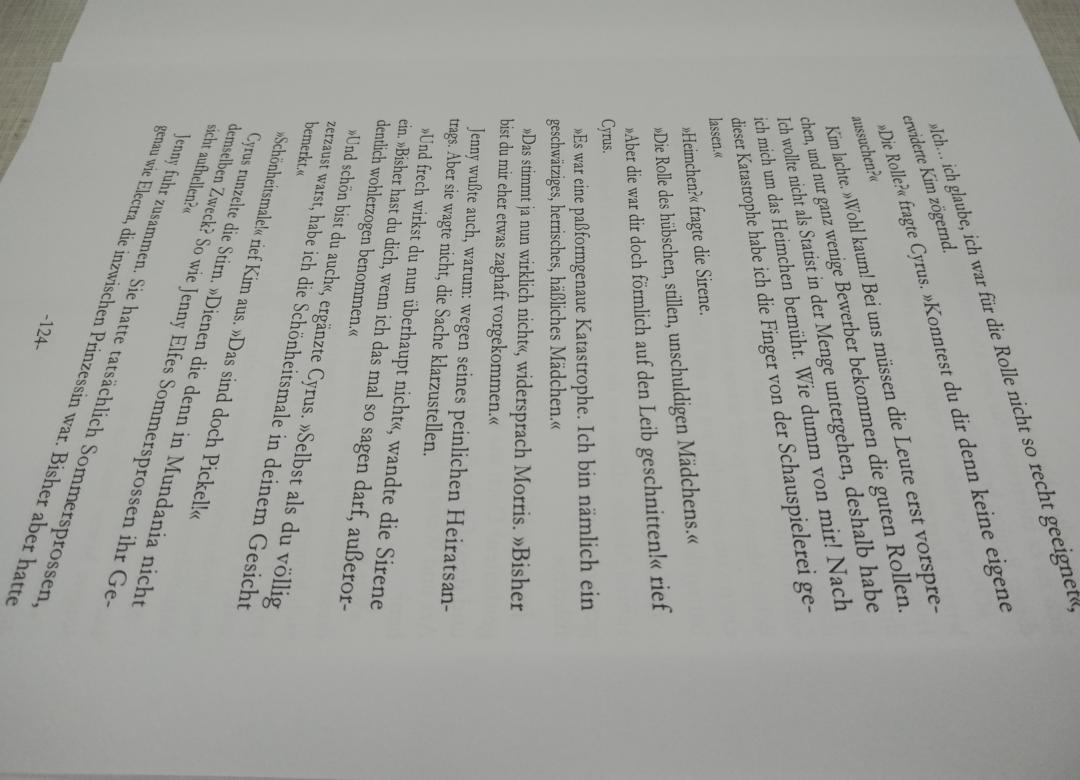 »Ich… ich glaube, ich war für die Rolle nicht so recht geeignet«,
erwiderte Kim zögernd.
»Die Rolle?« fragte Cyrus. »Konntest du dir denn keine eigene
aussuchen?«
Kim lachte. »Wohl kaum! Bei uns müssen die Leute erst vorspre-
chen, und nur ganz wenige Bewerber bekommen die guten Rollen.
Ich wollte nicht als Statist in der Menge untergehen, deshalb habe
ich mich um das Heimchen bemüht. Wie dumm von mir! Nach
dieser Katastrophe habe ich die Finger von der Schauspielerei ge-
lassen.«
»Heimchen?« fragte die Sirene.
»Die Rolle des hübschen, stillen, unschuldigen Mädchens.«
»Aber die war dir doch förmlich auf den Leib geschnitten!« rief
Cyrus.
»Es war eine paßformgenaue Katastrophe. Ich bin nämlich ein
geschwätziges, herrisches, häßliches Mädchen.«
»Das stimmt ja nun wirklich nicht«, widersprach Morris. »Bisher
bist du mir eher etwas zaghaft vorgekommen.«
Jenny wußte auch, warum: wegen seines peinlichen Heiratsan-
trags. Aber sie wagte nicht, die Sache klarzustellen.
»Und frech wirkst du nun überhaupt nicht«, wandte die Sirene
ein. »Bisher hast du dich, wenn ich das mal so sagen darf, außeror-
dentlich wohlerzogen benommen.«
»Und schön bist du auch«, ergänzte Cyrus. »Selbst als du völlig
zerzaust warst, habe ich die Schönheitsmale in deinem Gesicht
bemerkt.«
»Schönheitsmale!« rief Kim aus. »Das sind doch Pickel!«
Cyrus runzelte die Stirn. »Dienen die denn in Mundania nicht
demselben Zweck? So wie Jenny Elfes Sommersprossen ihr Ge-
sicht aufhellen?«
Jenny fuhr zusammen. Sie hatte tatsächlich Sommersprossen,
genau wie Electra, die inzwischen Prinzessin war. Bisher aber hatte
-124-